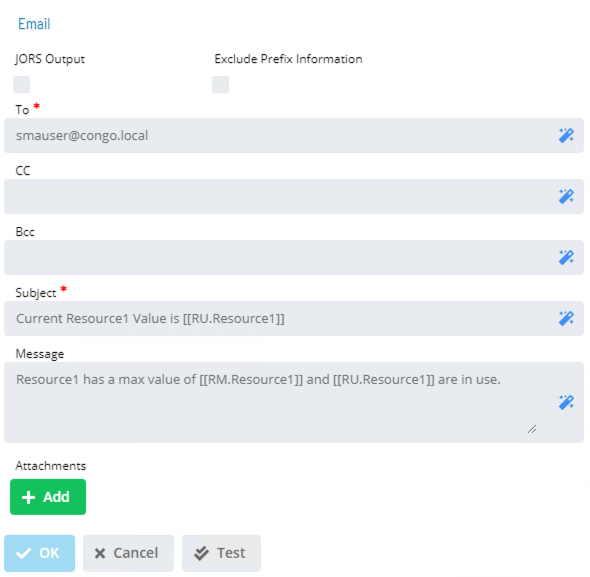 Email
JORS Output Exclude Prefix Information
To *
smauser@congo.local
CC
Bcc
Subject *
Current Resource1 Value is [[RU.Resource1]]
Message
Resource1 has a max value of [[RM.Resource1]] and [[RU.Resource1]] are in use.
Attachments
+ Add
OK Cancel Test